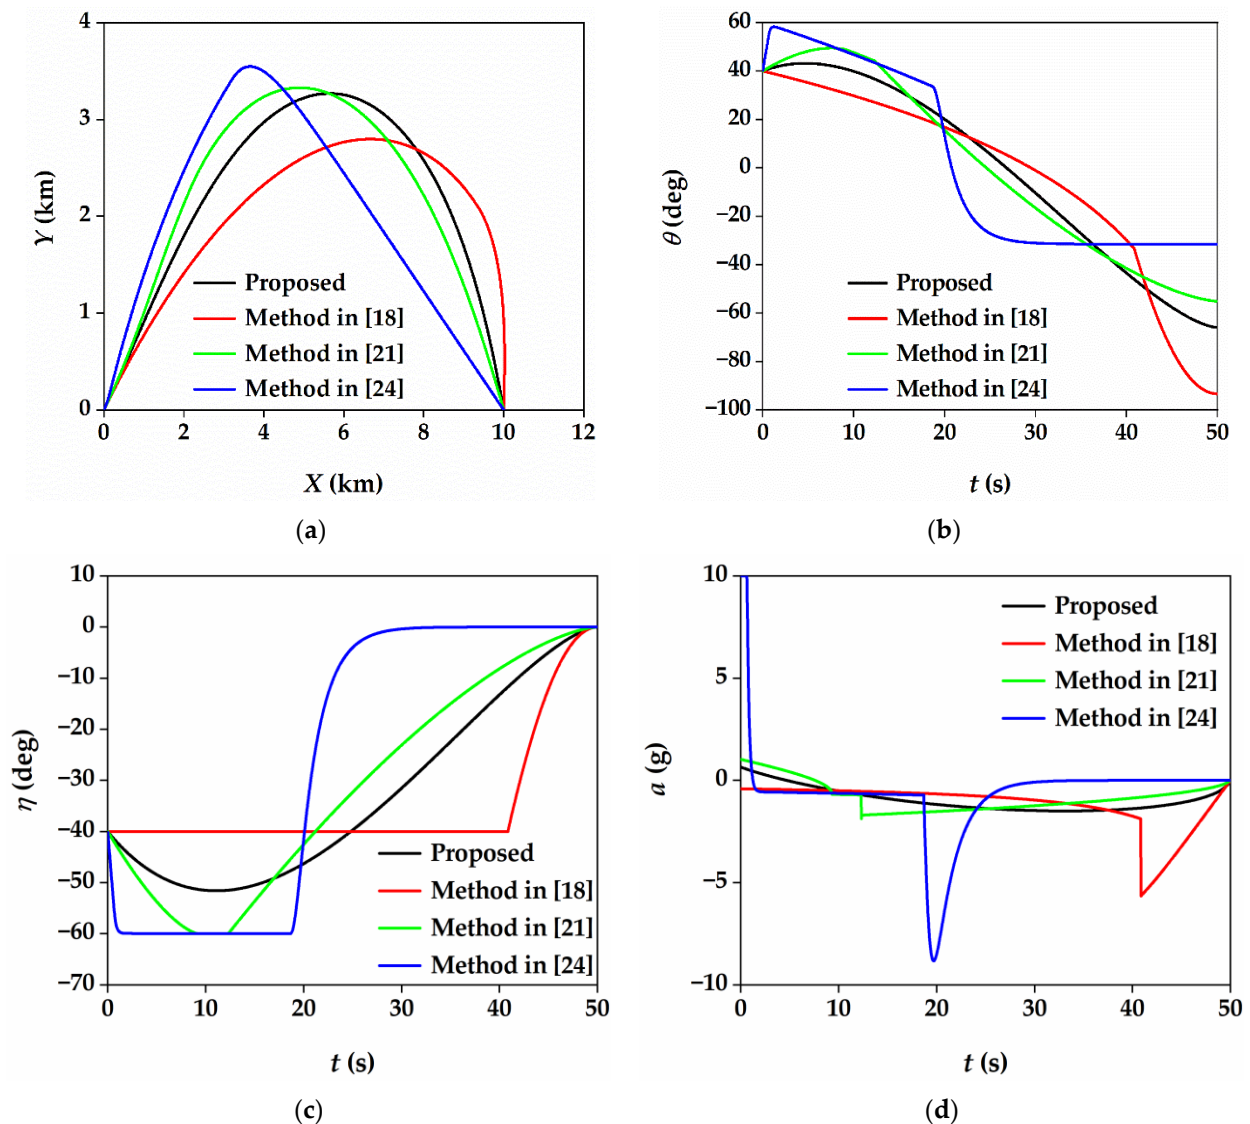 4
3
2
1
0
Y (km)
Proposed
Method in [18]
Method in [21]
Method in [24]
0 2 4 6 8 10 12
X (km)
(a)
60
40
20
0
−20
−40
−60
−80
−100
θ (deg)
Proposed
Method in [18]
Method in [21]
Method in [24]
0 10 20 30 40 50
t (s)
(b)
10
0
−10
−20
−30
−40
−50
−60
−70
η (deg)
Proposed
Method in [18]
Method in [21]
Method in [24]
0 10 20 30 40 50
t (s)
(c)
10
5
0
−5
−10
a (g)
Proposed
Method in [18]
Method in [21]
Method in [24]
0 10 20 30 40 50
t (s)
(d)